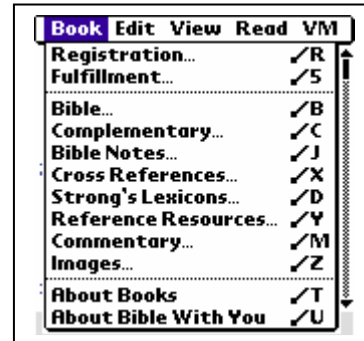 Book Edit View Read VM
Registration... ⁄R
Fulfillment... ⁄5
Bible... ⁄B
Complementary... ⁄C
Bible Notes... ⁄J
Cross References... ⁄X
Strong's Lexicons... ⁄D
Reference Resources... ⁄Y
Commentary... ⁄M
Images... ⁄Z
About Books ⁄T
About Bible With You ⁄U